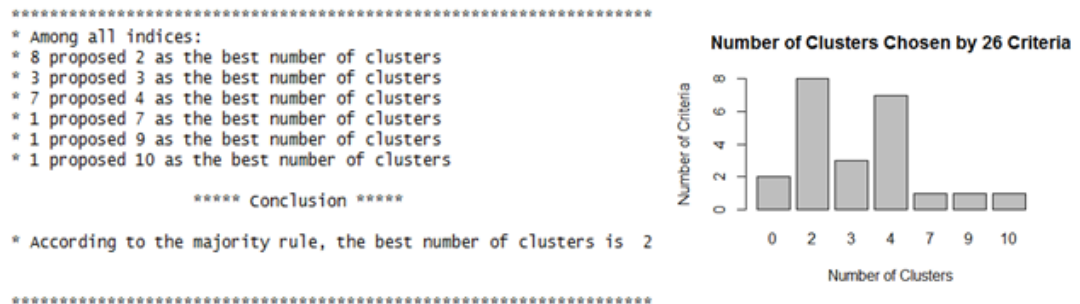 *******************************************************************
* Among all indices:
* 8 proposed 2 as the best number of clusters
* 3 proposed 3 as the best number of clusters
* 7 proposed 4 as the best number of clusters
* 1 proposed 7 as the best number of clusters
* 1 proposed 9 as the best number of clusters
* 1 proposed 10 as the best number of clusters
***** Conclusion *****
* According to the majority rule, the best number of clusters is 2
*******************************************************************
Number of Clusters Chosen by 26 Criteria
Number of Criteria
8
6
4
2
0
0 2 3 4 7 9 10
Number of Clusters